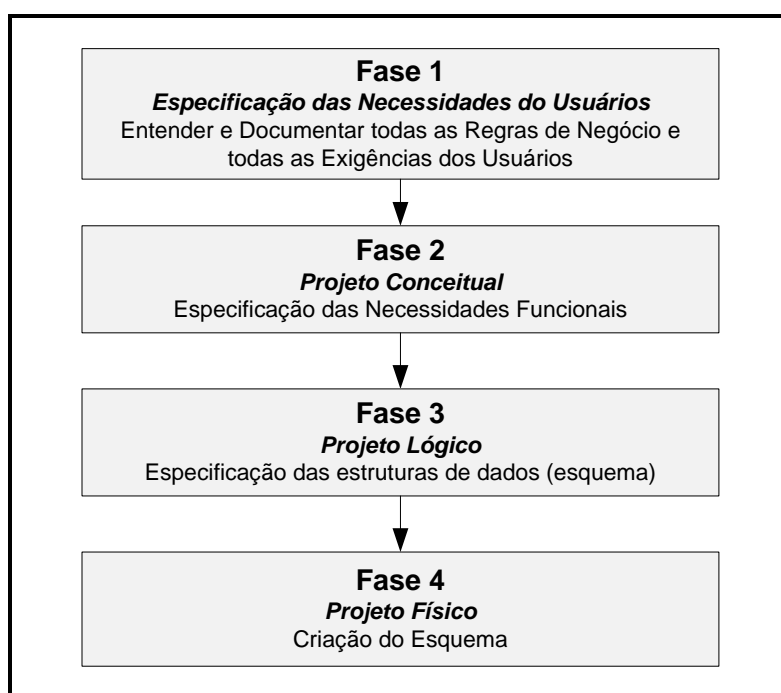 Fase 1
Especificação das Necessidades do Usuários
Entender e Documentar todas as Regras de Negócio e
todas as Exigências dos Usuários
Fase 2
Projeto Conceitual
Especificação das Necessidades Funcionais
Fase 3
Projeto Lógico
Especificação das estruturas de dados (esquema)
Fase 4
Projeto Físico
Criação do Esquema